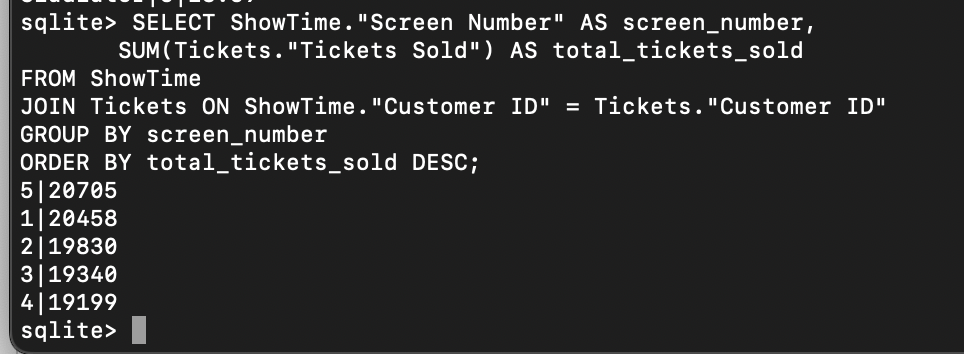 sqlite> SELECT ShowTime."Screen Number" AS screen_number,
SUM(Tickets."Tickets Sold") AS total_tickets_sold
FROM ShowTime
JOIN Tickets ON ShowTime."Customer ID" = Tickets."Customer ID"
GROUP BY screen_number
ORDER BY total_tickets_sold DESC;
5|20705
1|20458
2|19830
3|19340
4|19199
sqlite>